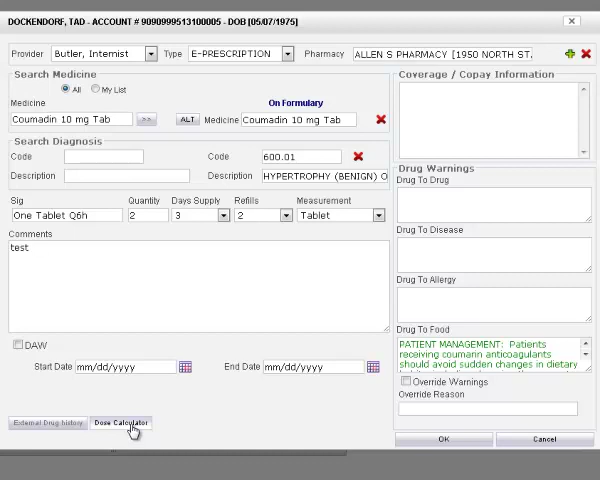 DOCKENDORF, TAD - ACCOUNT # 9090999513100005 - DOB [05/07/1975]
Provider Butler, Internist Type E-PRESCRIPTION Pharmacy ALLEN S PHARMACY [1950 NORTH ST.
Search Medicine
All My List
Medicine On Formulary
Coumadin 10 mg Tab >> ALT Medicine Coumadin 10 mg Tab
Search Diagnosis
Code Code 600.01
Description Description HYPERTROPHY (BENIGN) O
Sig Quantity Days Supply Refills Measurement
One Tablet Q6h 2 3 2 Tablet
Comments
test
DAW
Start Date mm/dd/yyyy End Date mm/dd/yyyy
External Drug history Dose Calculator
Coverage / Copay Information
Drug Warnings
Drug To Drug
Drug To Disease
Drug To Allergy
Drug To Food
PATIENT MANAGEMENT: Patients
receiving coumarin anticoagulants
should avoid sudden changes in dietary
Override Warnings
Override Reason
OK Cancel